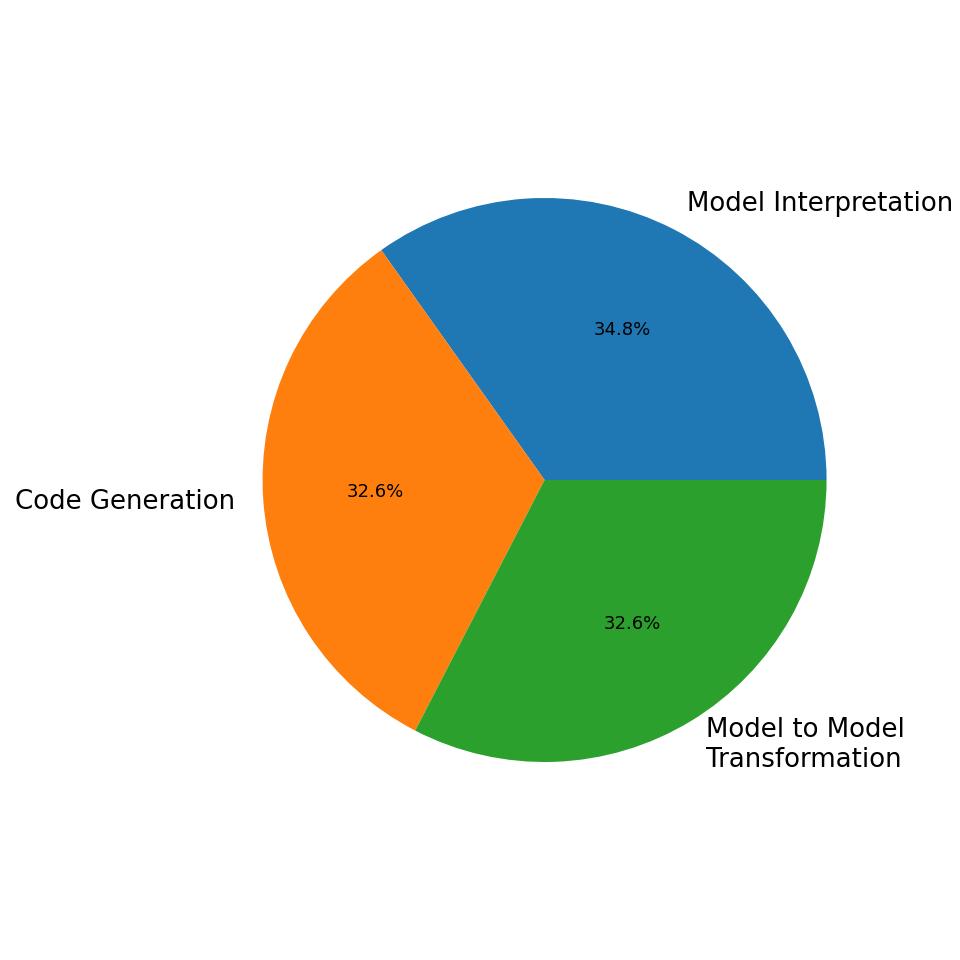 Model Interpretation
34.8%
32.6%
Code Generation
32.6%
Model to Model
Transformation